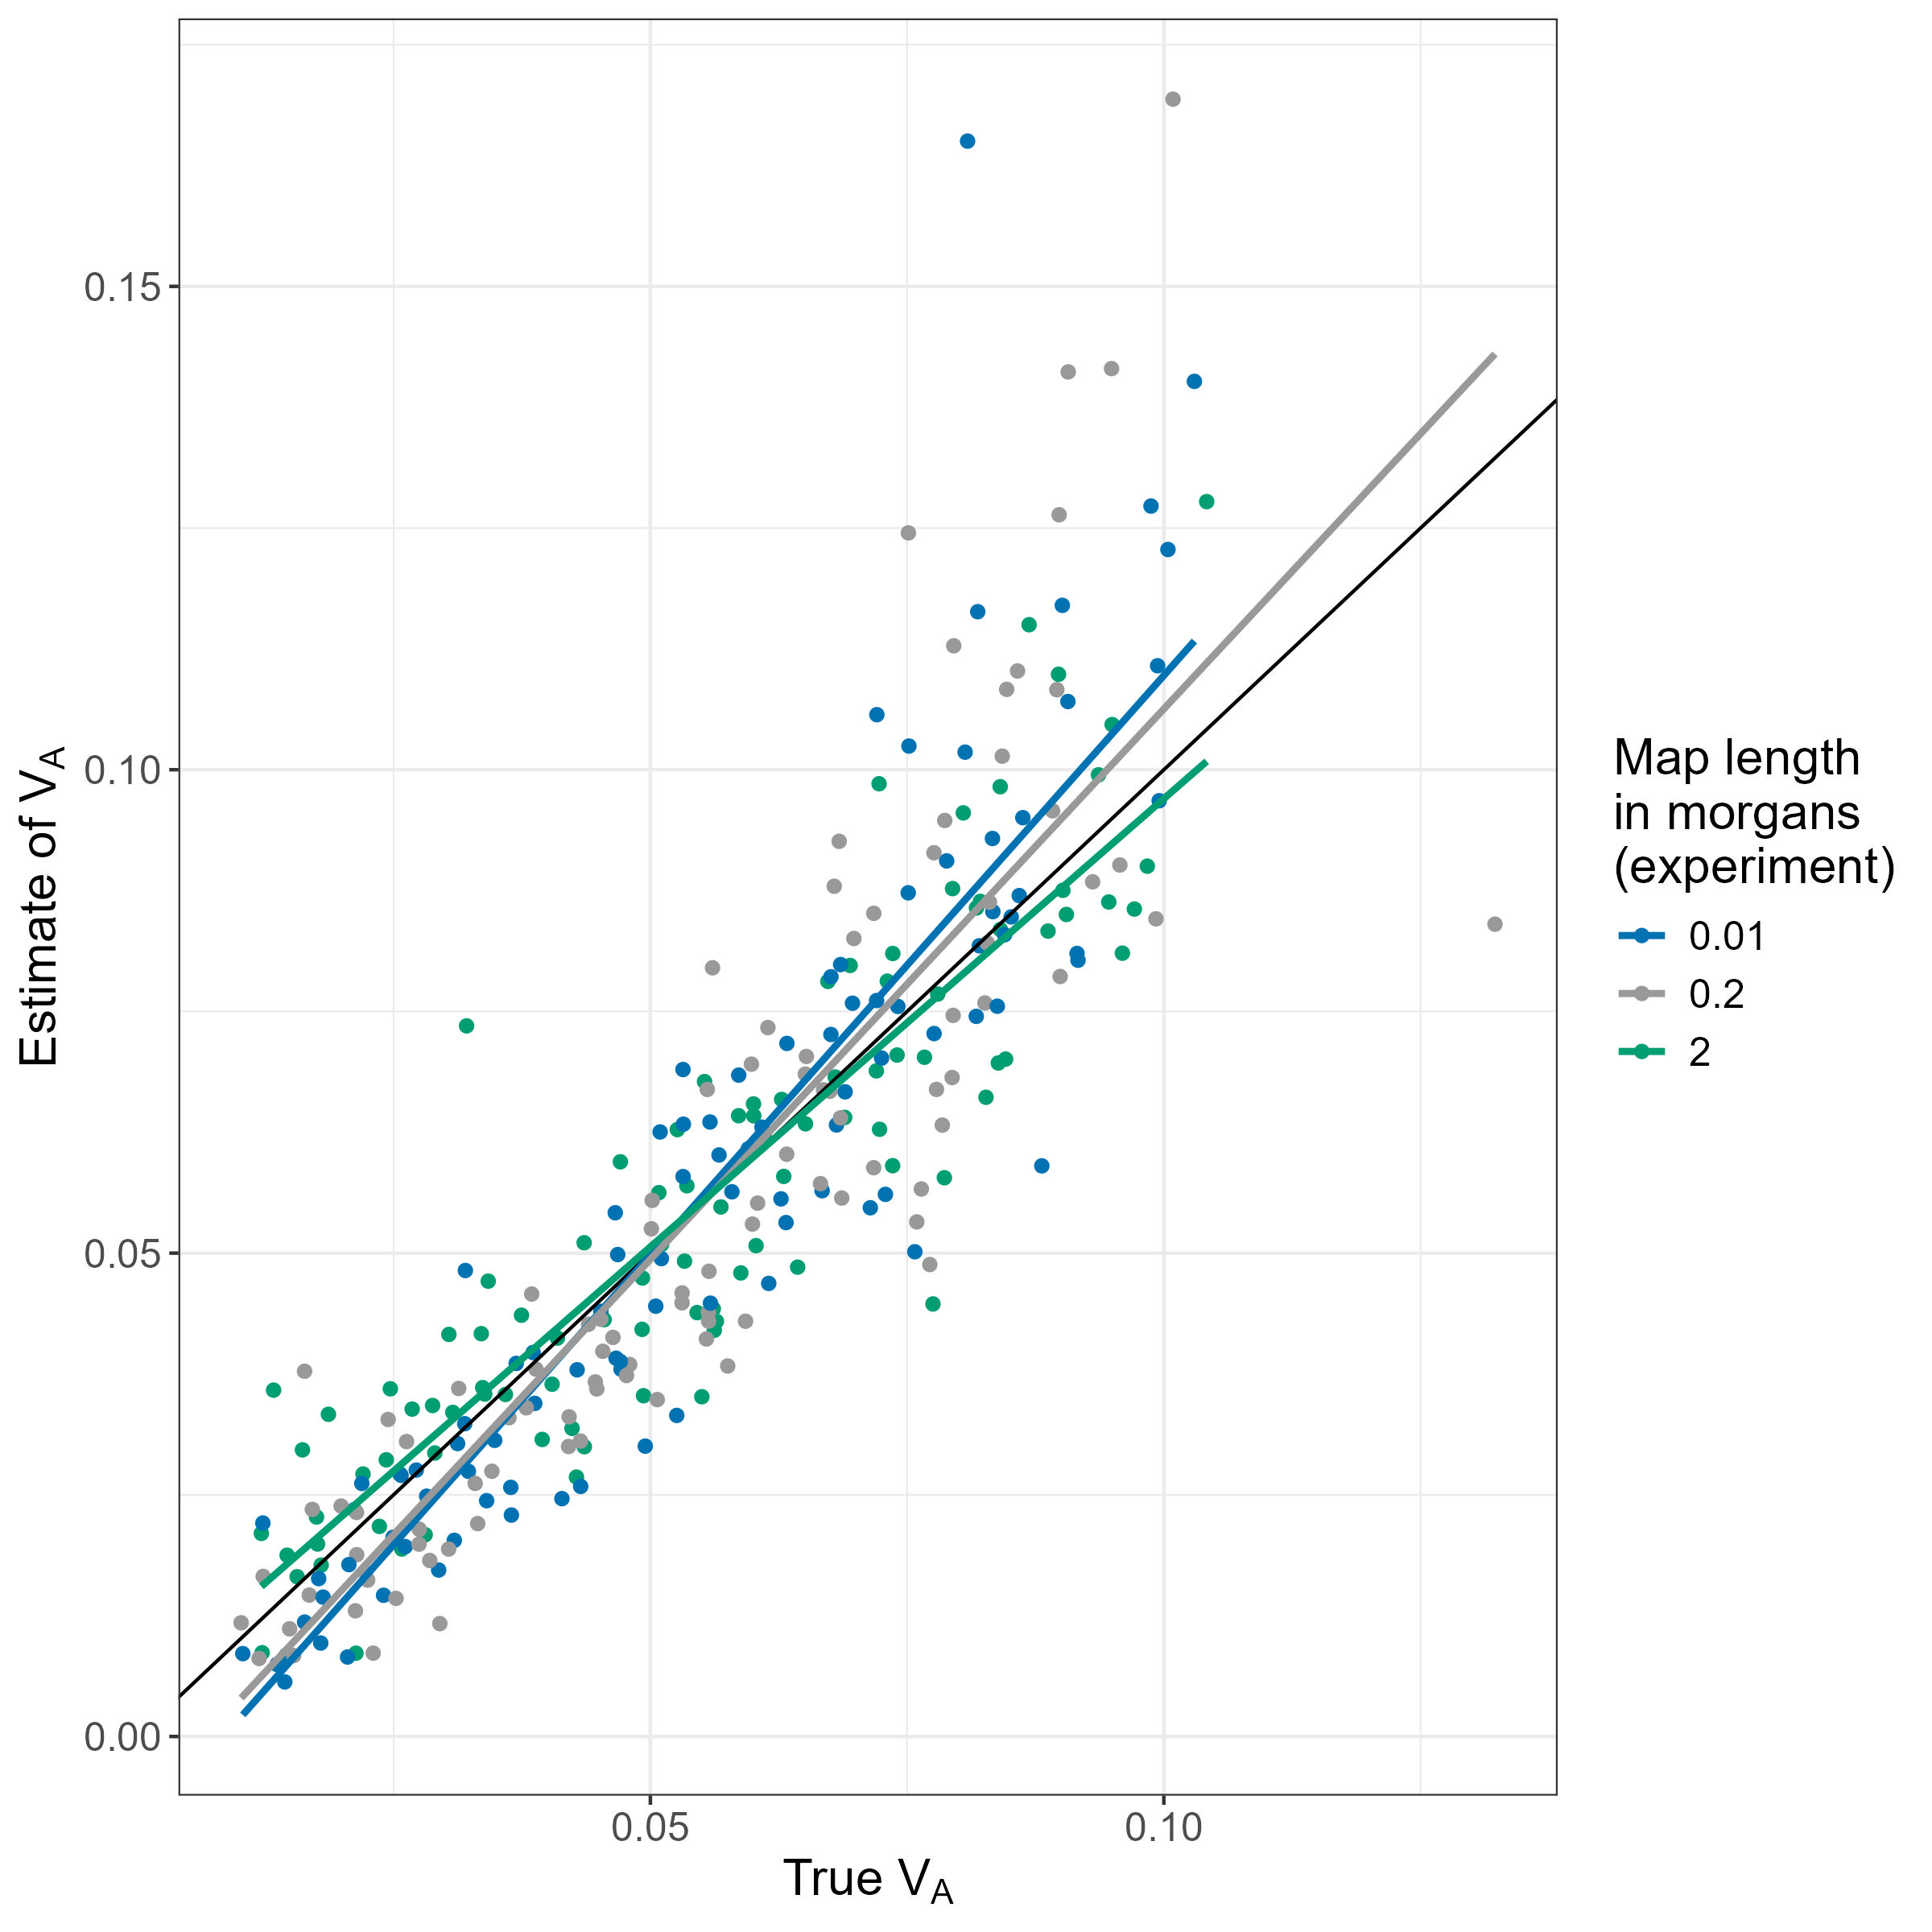 Estimate of VA
0.15
0.10
0.05
0.00
0.05
0.10
True VA
Map length
in morgans
(experiment)
0.01
0.2
2